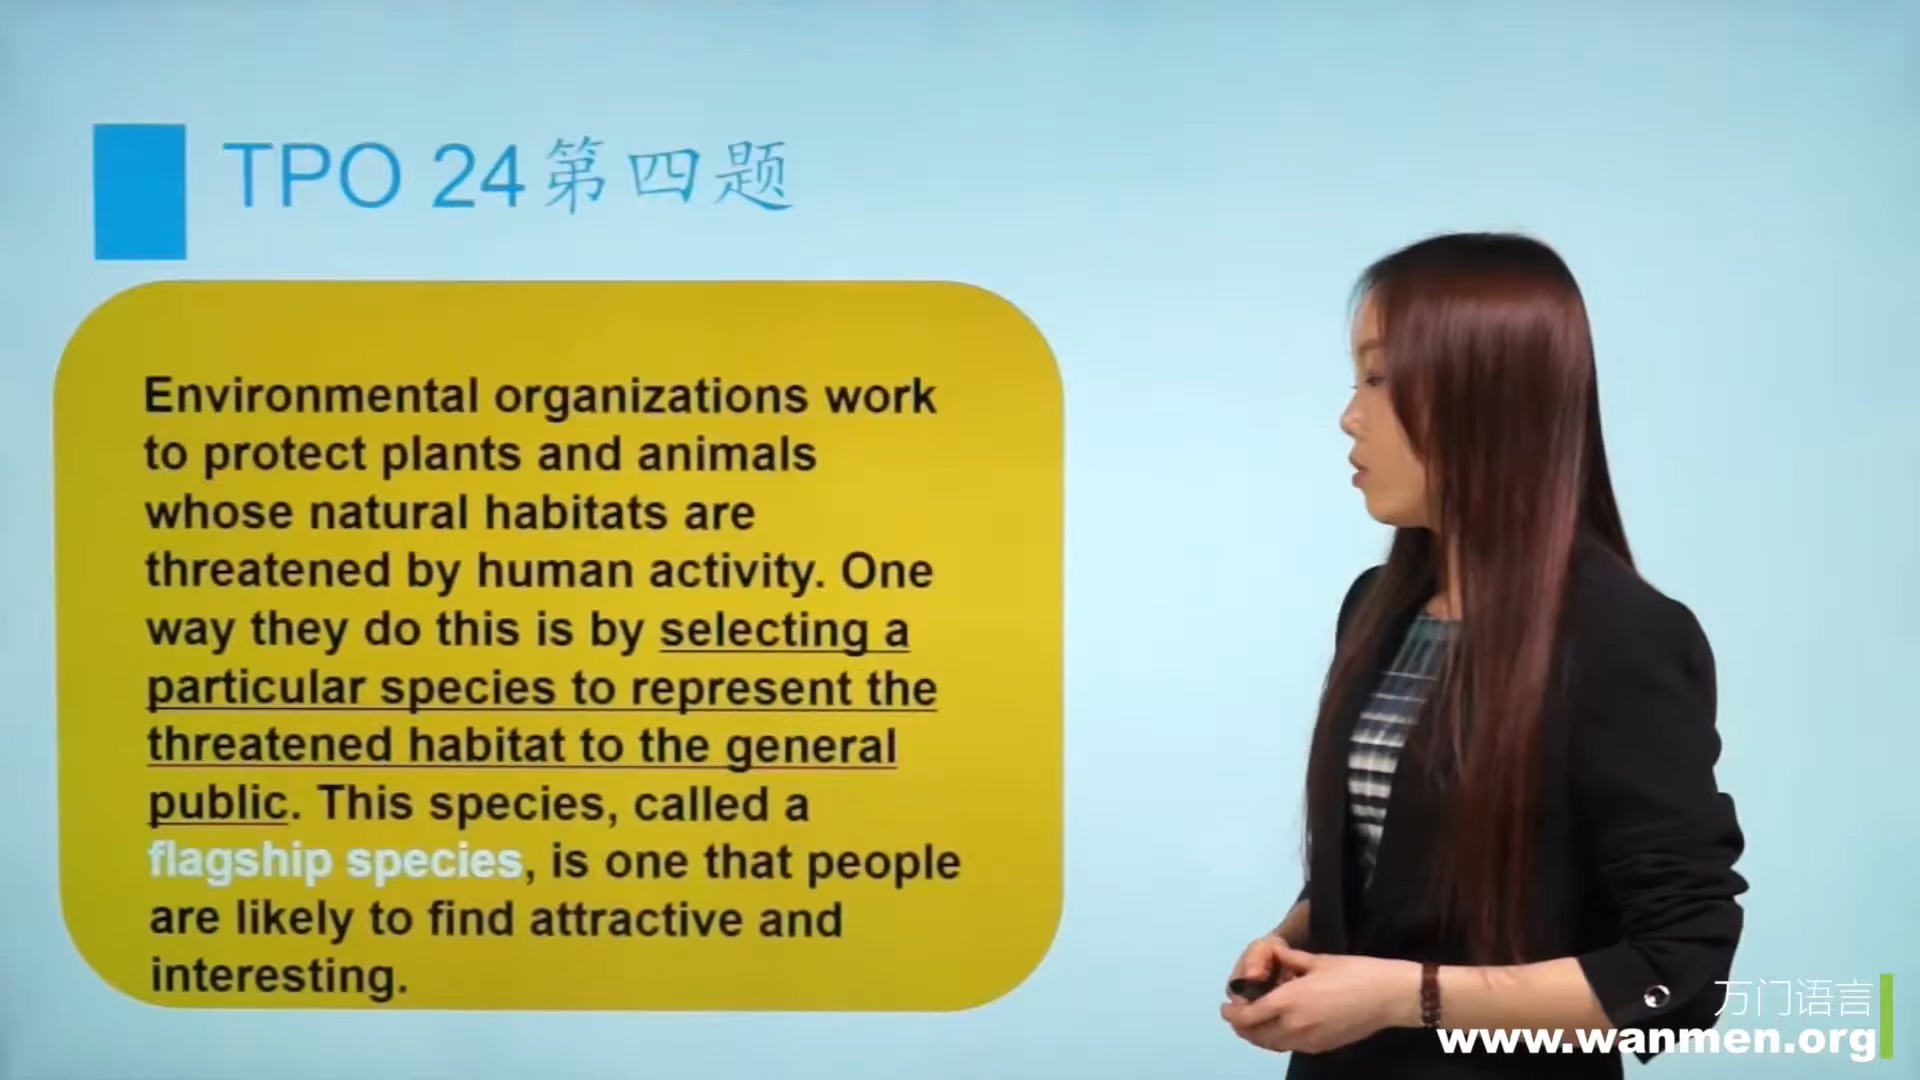 TPO 24第四题
Environmental organizations work
to protect plants and animals
whose natural habitats are
threatened by human activity. One
way they do this is by selecting a
particular species to represent the
threatened habitat to the general
public. This species, called a
flagship species, is one that people
are likely to find attractive and
interesting.
万门语言
www.wanmen.org